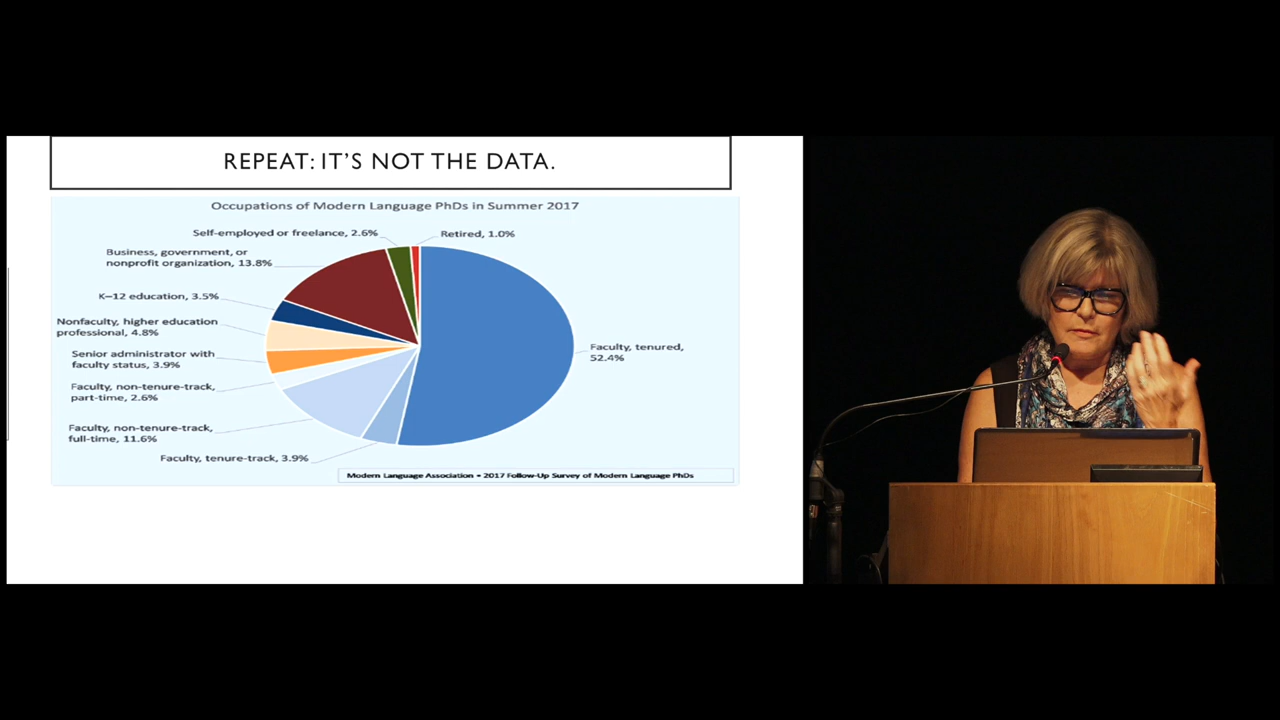 REPEAT: IT'S NOT THE DATA.
Occupations of Modern Language PhDs in Summer 2017
Self-employed or freelance, 2.6%
Retired, 1.0%
Business, government, or
nonprofit organization, 13.8%
K–12 education, 3.5%
Nonfaculty, higher education
professional, 4.8%
Faculty, tenured,
52.4%
Senior administrator with
faculty status, 3.9%
Faculty, non-tenure-track,
part-time, 2.6%
Faculty, non-tenure-track,
full-time, 11.6%
Faculty, tenure-track, 3.9%
Modern Language Association • 2017 Follow-Up Survey of Modern Language PhDs